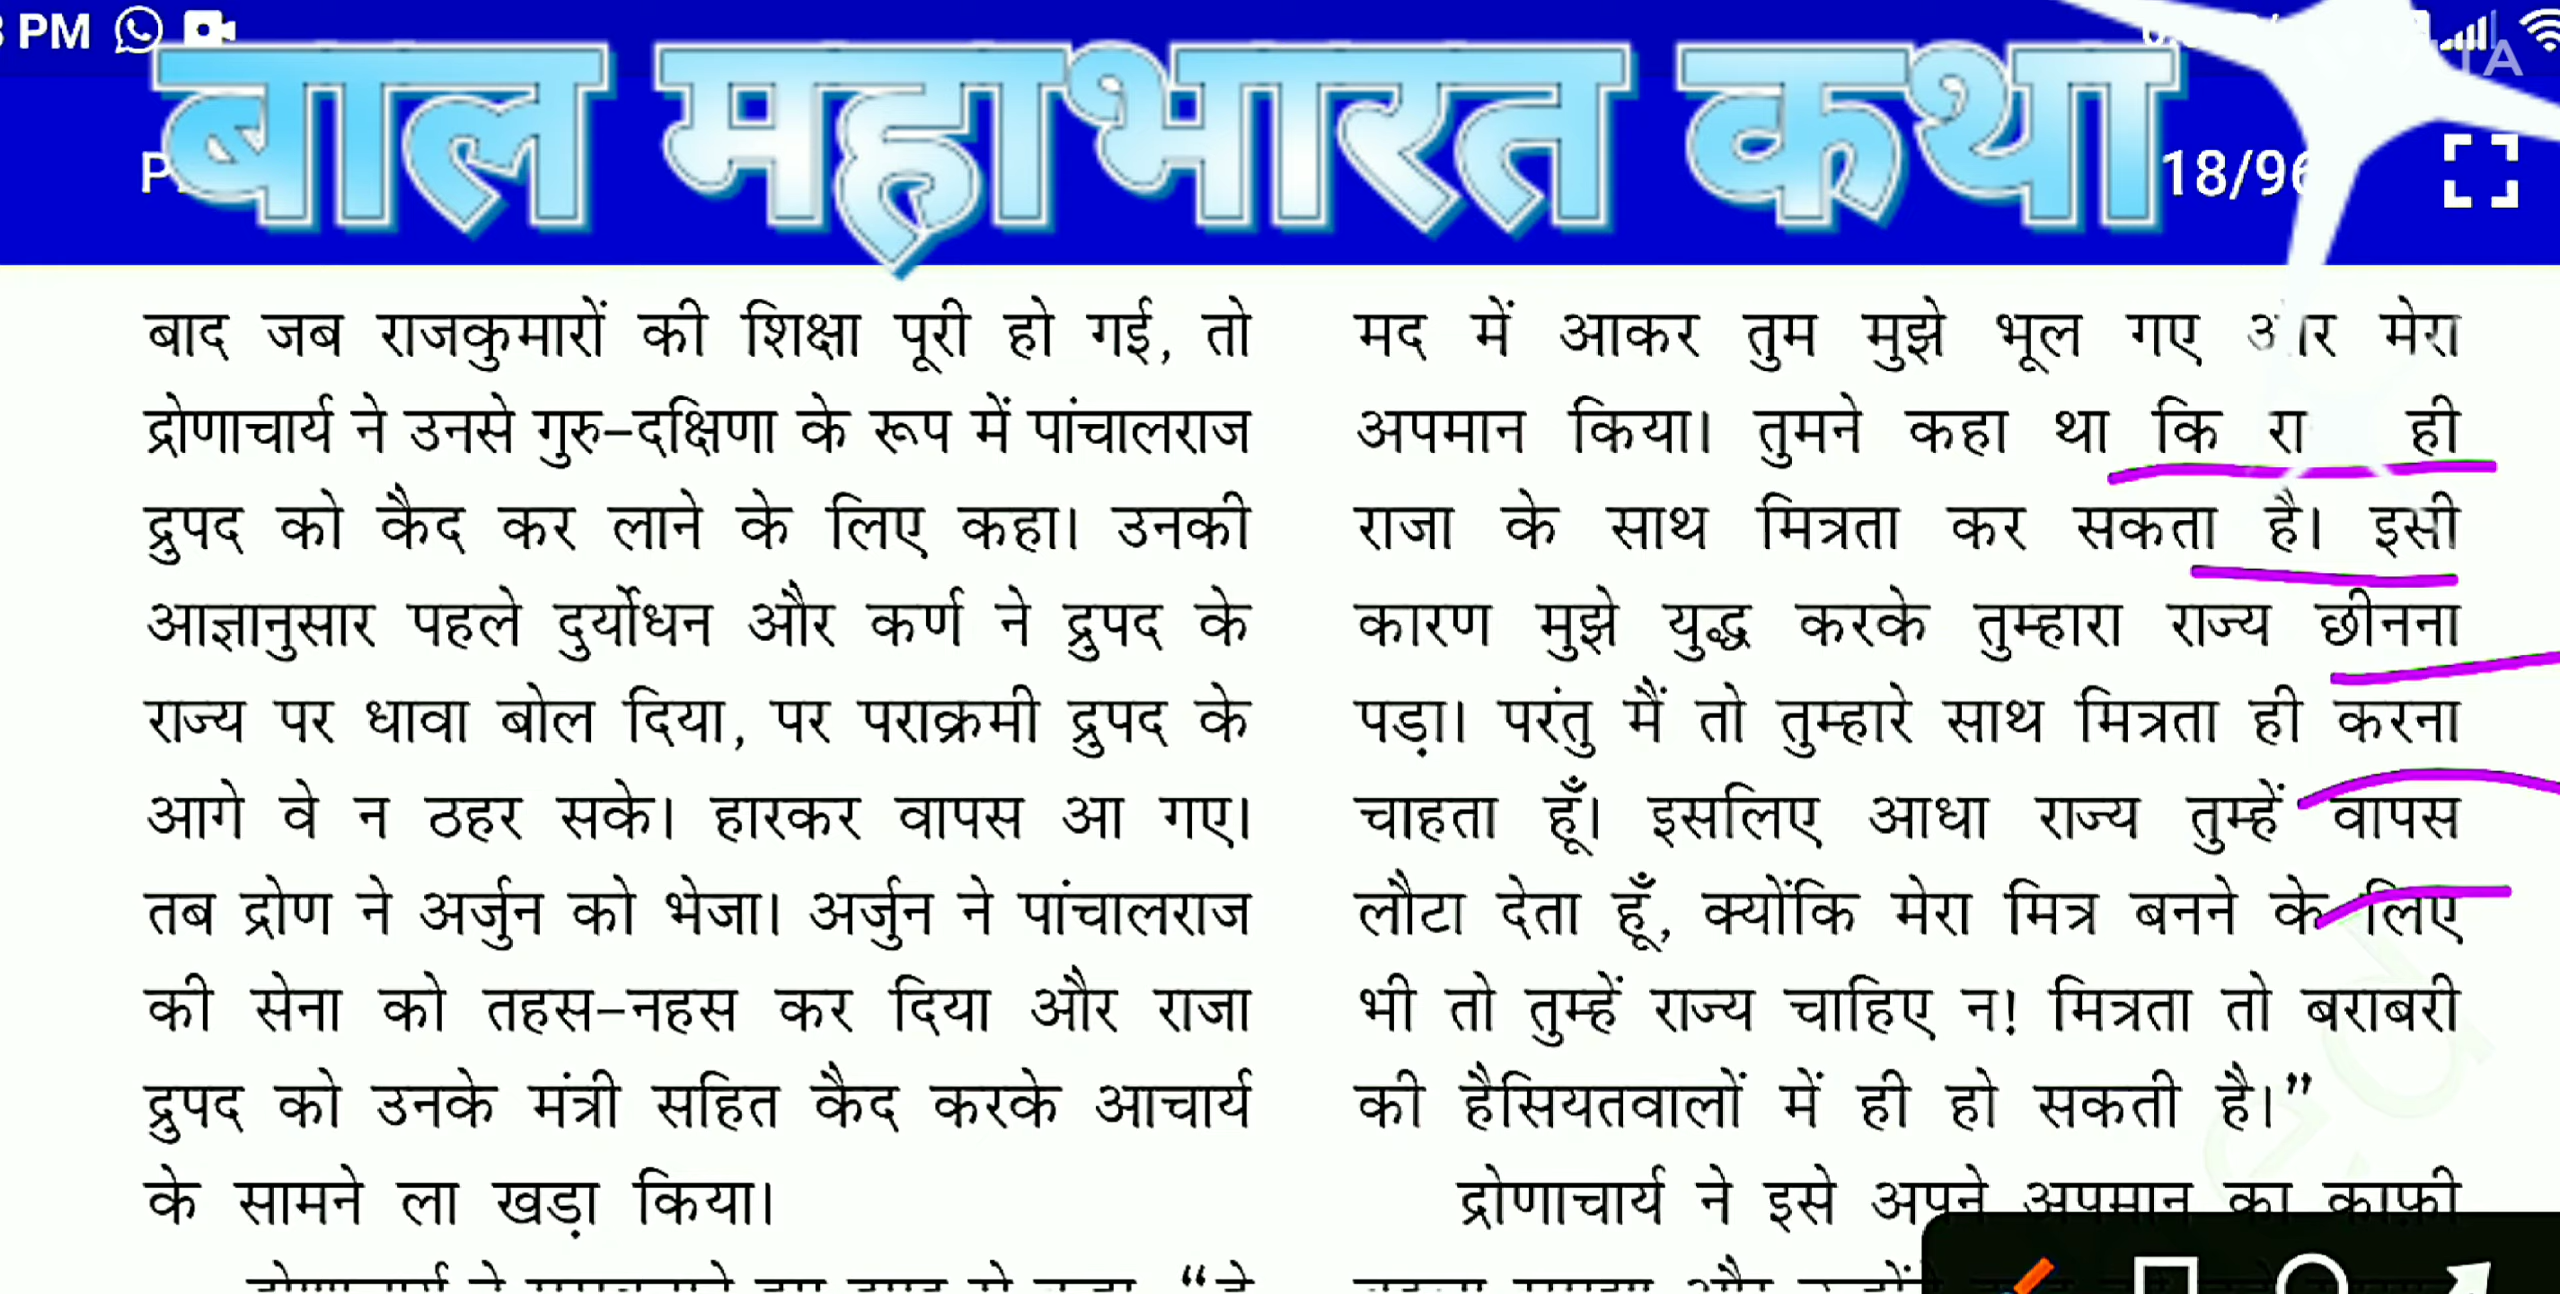 3 PM
बाल महाभारत कथा
18/96
बाद जब राजकुमारों की शिक्षा पूरी हो गई, तो
द्रोणाचार्य ने उनसे गुरु-दक्षिणा के रूप में पांचालराज
द्रुपद को कैद कर लाने के लिए कहा। उनकी
आज्ञानुसार पहले दुर्योधन और कर्ण ने द्रुपद के
राज्य पर धावा बोल दिया, पर पराक्रमी द्रुपद के
आगे वे न ठहर सके। हारकर वापस आ गए।
तब द्रोण ने अर्जुन को भेजा। अर्जुन ने पांचालराज
की सेना को तहस-नहस कर दिया और राजा
द्रुपद को उनके मंत्री सहित कैद करके आचार्य
के सामने ला खड़ा किया।
मद में आकर तुम मुझे भूल गए और मेरा
अपमान किया। तुमने कहा था कि रा ही
राजा के साथ मित्रता कर सकता है। इसी
कारण मुझे युद्ध करके तुम्हारा राज्य छीनना
पड़ा। परंतु मैं तो तुम्हारे साथ मित्रता ही करना
चाहता हूँ। इसलिए आधा राज्य तुम्हें वापस
लौटा देता हूँ, क्योंकि मेरा मित्र बनने के लिए
भी तो तुम्हें राज्य चाहिए न! मित्रता तो बराबरी
की हैसियतवालों में ही हो सकती है।”
द्रोणाचार्य ने इसे अपने अपमान का काफ़ी